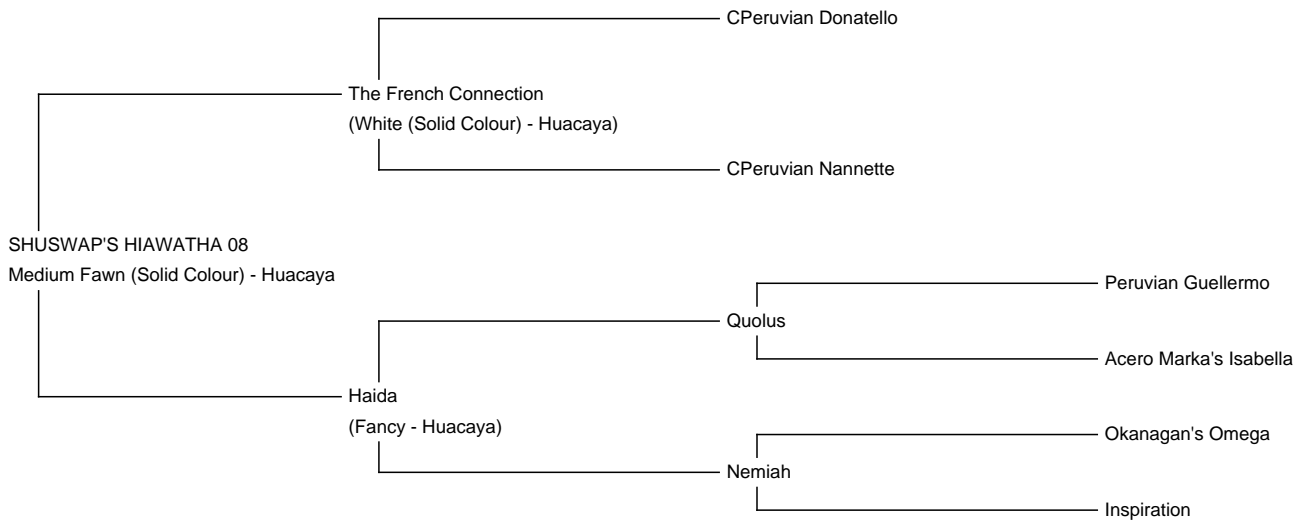 CPeruvian Donatello
The French Connection
(White (Solid Colour) - Huacaya)
CPeruvian Nannette
SHUSWAP'S HIAWATHA 08
Medium Fawn (Solid Colour) - Huacaya
Peruvian Guellermo
Quolus
Acero Marka's Isabella
Haida
(Fancy - Huacaya)
Okanagan's Omega
Nemiah
Inspiration